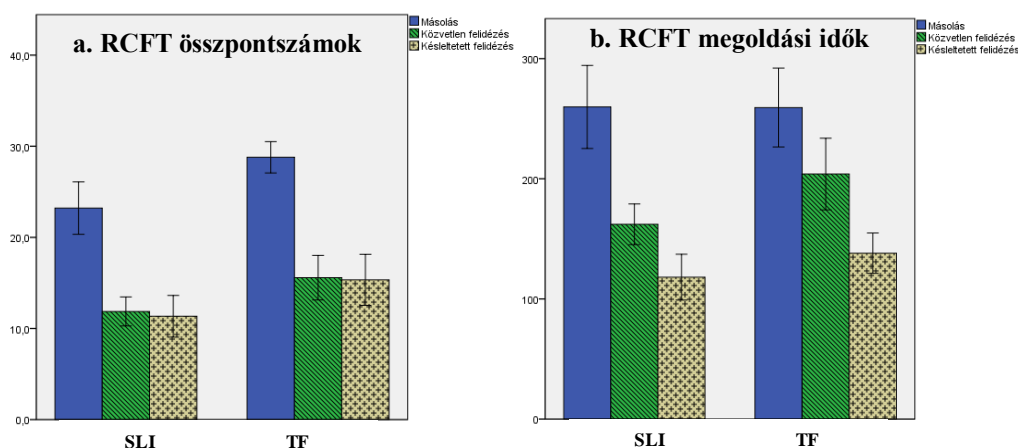 a. RCFT összpontszámok
Másolás
Közvetlen felidézés
Késleltetett felidézés
40,0
30,0
20,0
10,0
0,0
SLI TF
b. RCFT megoldási idők
Másolás
Közvetlen felidézés
Késleltetett felidézés
300
200
100
0
SLI TF